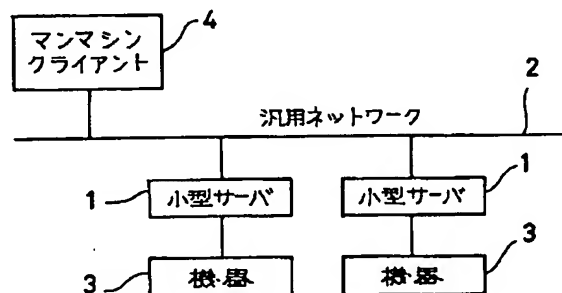 マンマシン
クライアント
4
汎用ネットワーク
2
1
小型サーバ
小型サーバ
1
3
機器
機器
3